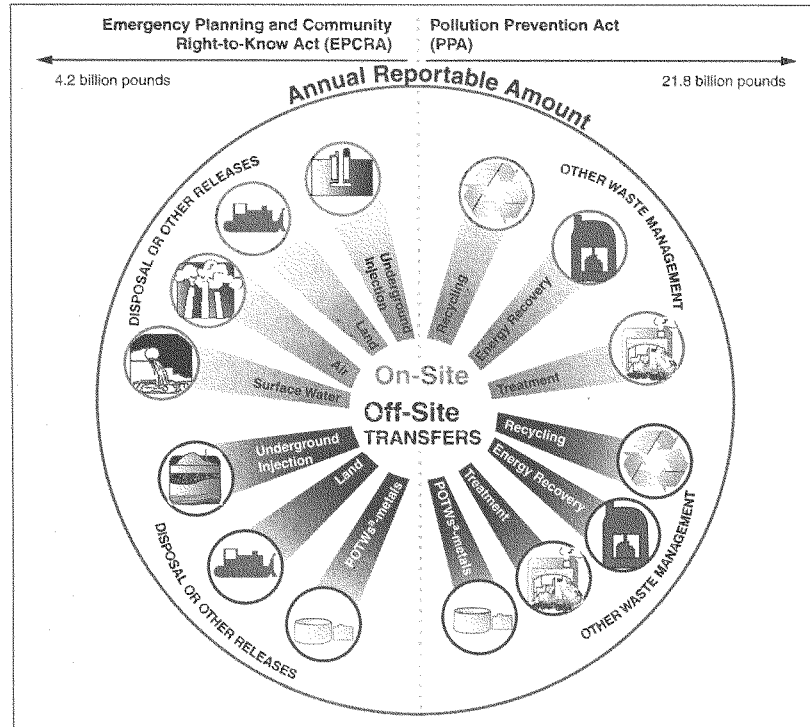 Emergency Planning and Community
Right-to-Know Act (EPCRA)
Pollution Prevention Act
(PPA)
4.2 billion pounds
21.8 billion pounds
Annual Reportable Amount
DISPOSAL OR OTHER RELEASES
OTHER WASTE MANAGEMENT
Underground
Injection
Land
Air
Surface Water
Recycling
Energy Recovery
Treatment
On-Site
Off-Site
TRANSFERS
Underground
Injection
Land
POTWsᵃ-metals
POTWsᵃ-metals
Treatment
Energy Recovery
Recycling
DISPOSAL OR OTHER RELEASES
OTHER WASTE MANAGEMENT